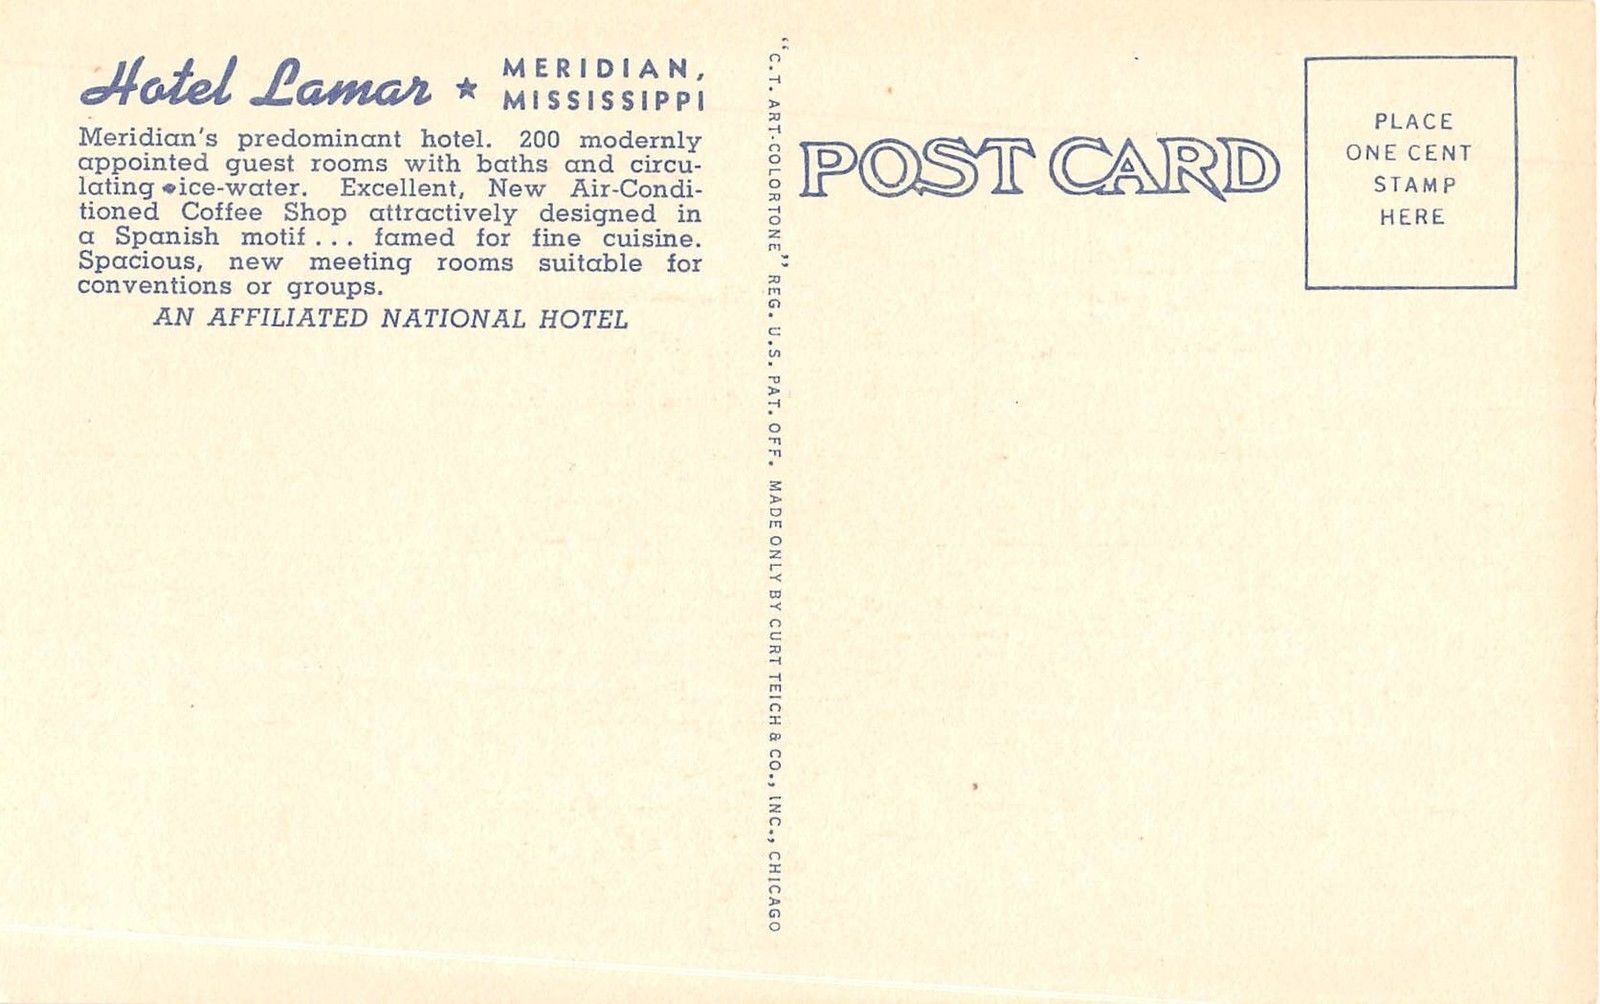 Hotel Lamar ★ MERIDIAN,
MISSISSIPPI
Meridian's predominant hotel. 200 modernly
appointed guest rooms with baths and circu-
lating ice-water. Excellent, New Air-Condi-
tioned Coffee Shop attractively designed in
a Spanish motif . . . famed for fine cuisine.
Spacious, new meeting rooms suitable for
conventions or groups.
AN AFFILIATED NATIONAL HOTEL
"C.T. ART-COLORTONE" REG. U.S. PAT. OFF. MADE ONLY BY CURT TEICH & CO., INC., CHICAGO
POST CARD
PLACE
ONE CENT
STAMP
HERE